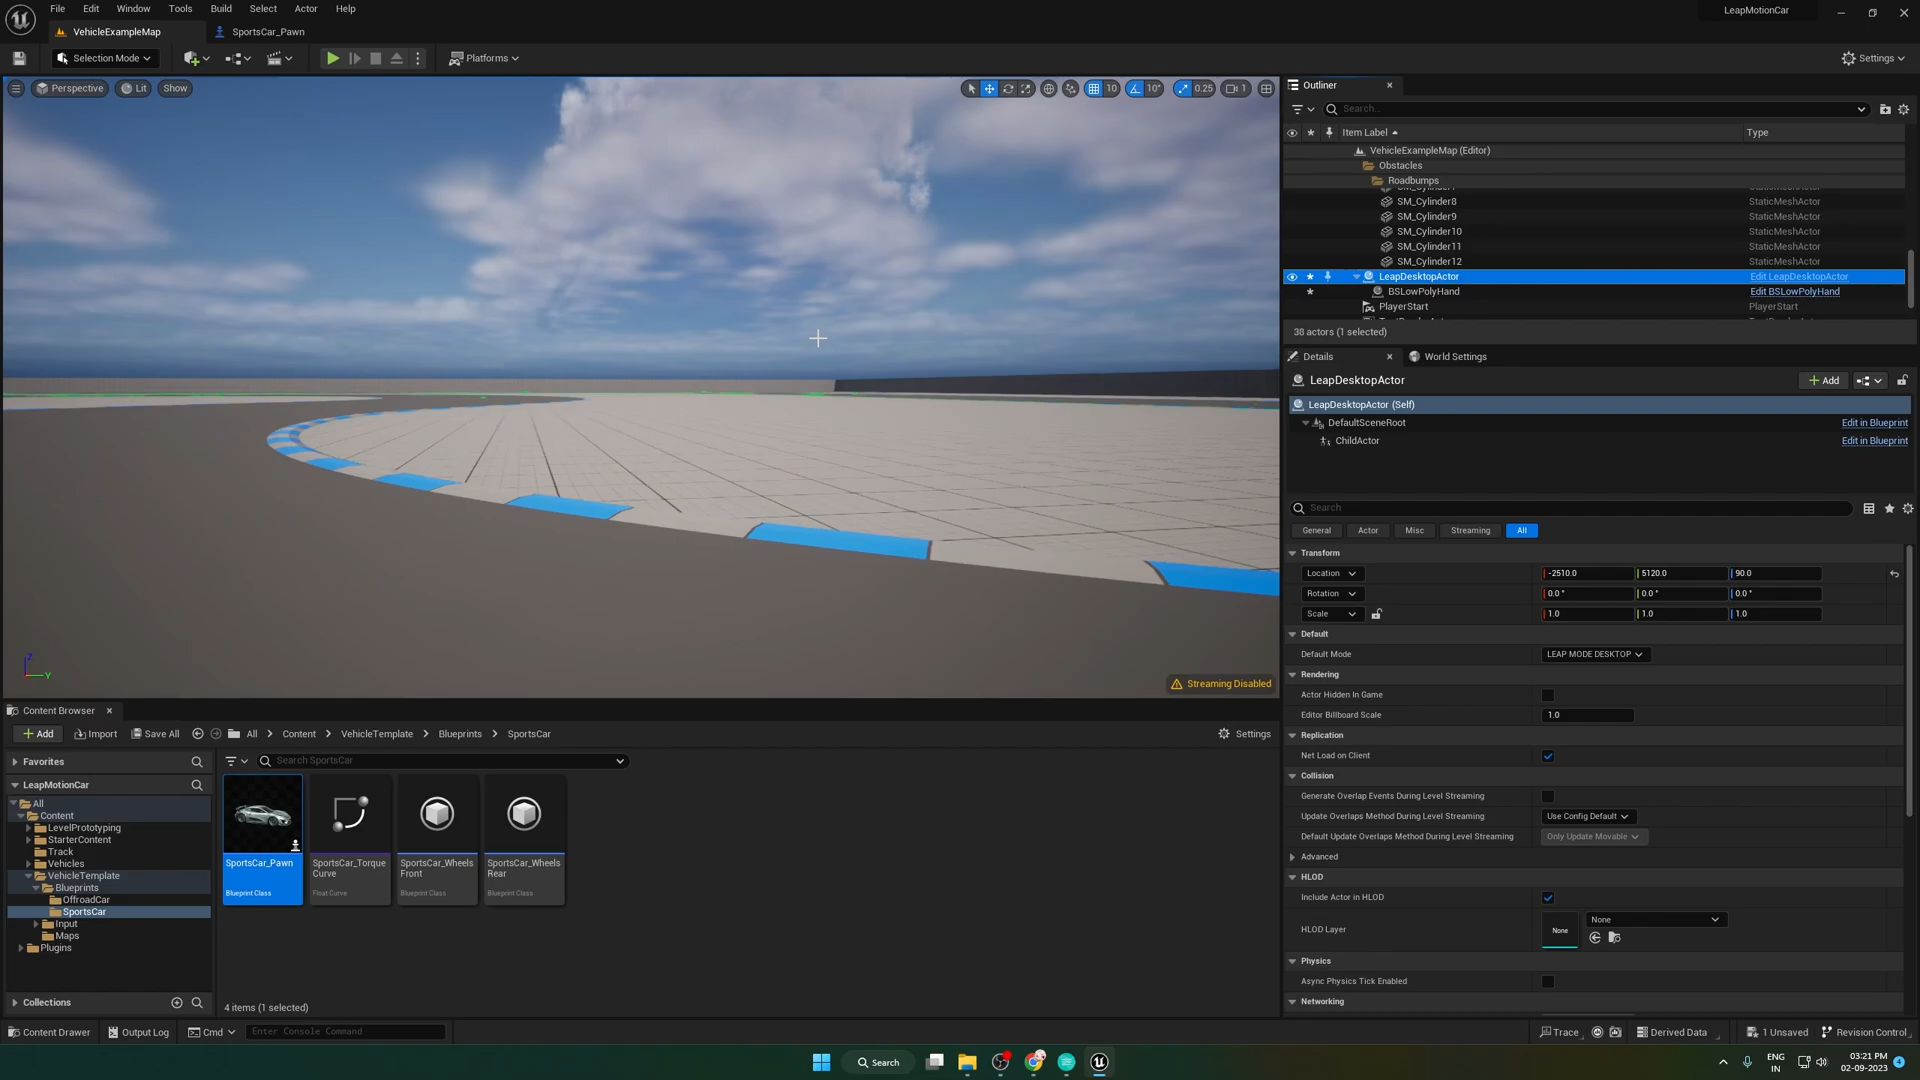 File Edit Window Tools Build Select Actor Help
LeapMotionCar
VehicleExampleMap
SportsCar_Pawn
Selection Mode
Platforms
Settings
Perspective
Lit
Show
10
10°
0.25
1
Streaming Disabled
Outliner
Search...
Item Label
Type
VehicleExampleMap (Editor)
Obstacles
Roadbumps
SM_Cylinder8 StaticMeshActor
SM_Cylinder9 StaticMeshActor
SM_Cylinder10 StaticMeshActor
SM_Cylinder11 StaticMeshActor
SM_Cylinder12 StaticMeshActor
LeapDesktopActor Edit LeapDesktopActor
BSLowPolyHand Edit BSLowPolyHand
PlayerStart PlayerStart
38 actors (1 selected)
Details
World Settings
LeapDesktopActor
Add
LeapDesktopActor (Self)
DefaultSceneRoot Edit in Blueprint
ChildActor Edit in Blueprint
Search
General Actor Misc Streaming All
Transform
Location -2510.0 5120.0 90.0
Rotation 0.0 ° 0.0 ° 0.0 °
Scale 1.0 1.0 1.0
Default
Default Mode LEAP MODE DESKTOP
Rendering
Actor Hidden In Game
Editor Billboard Scale 1.0
Replication
Net Load on Client
Collision
Generate Overlap Events During Level Streaming
Update Overlaps Method During Level Streaming Use Config Default
Default Update Overlaps Method During Level Streaming Only Update Movable
Advanced
HLOD
Include Actor in HLOD
HLOD Layer None None
Physics
Async Physics Tick Enabled
Networking
Content Browser
Add Import Save All All Content VehicleTemplate Blueprints SportsCar Settings
Favorites
Search SportsCar
LeapMotionCar
All
Content
LevelPrototyping
StarterContent
Track
Vehicles
VehicleTemplate
Blueprints
OffroadCar
SportsCar
Input
Maps
Plugins
Collections
SportsCar_Pawn
Blueprint Class
SportsCar_Torque
Curve
Float Curve
SportsCar_Wheels
Front
Blueprint Class
SportsCar_Wheels
Rear
Blueprint Class
4 items (1 selected)
Content Drawer Output Log Cmd Enter Console Command Trace Derived Data 1 Unsaved Revision Control
Search
ENG
IN
03:21 PM
02-09-2023
4